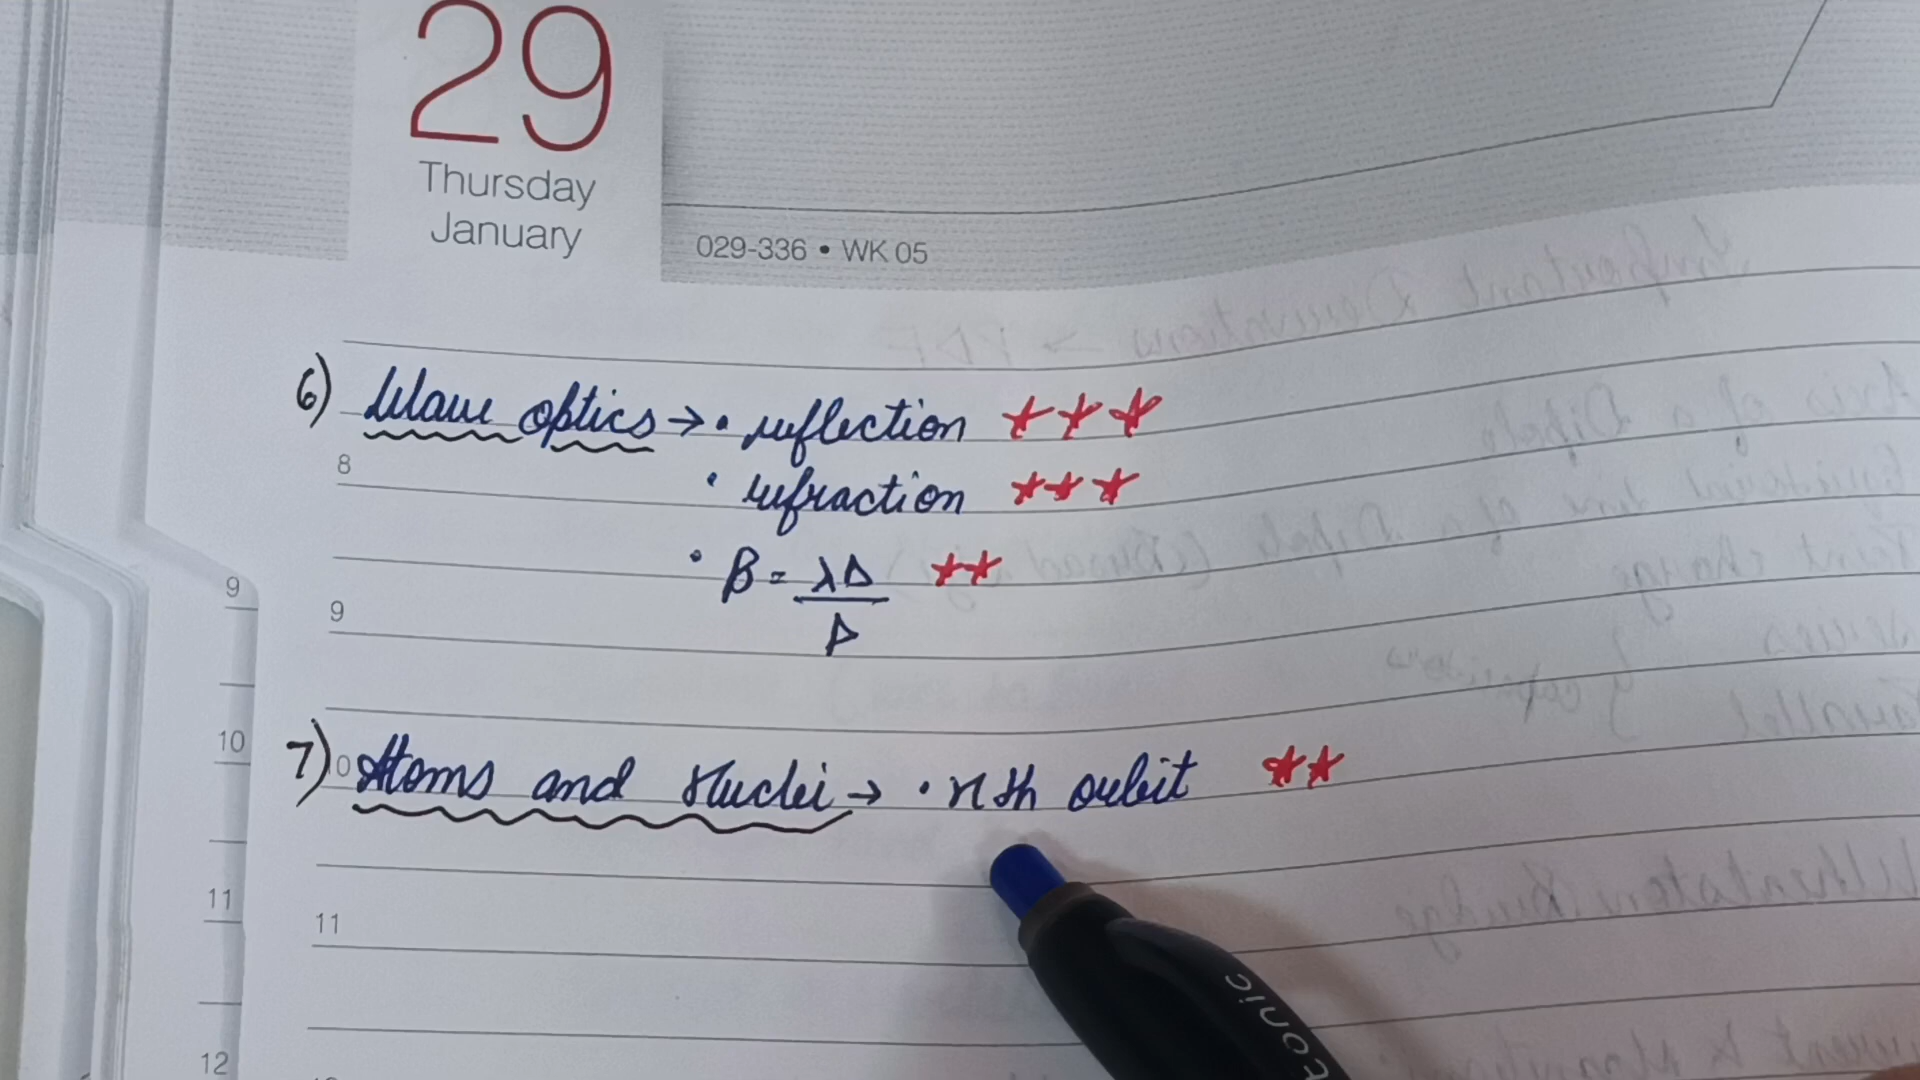 29
Thursday
January
029-336 • WK 05
6) Wave optics → • reflection ★★★
8
• refraction ★★★
• β = λD / D ★★
9
9
10
7) Atoms and Nuclei → • nth orbit ★★
11
11
12
tonic